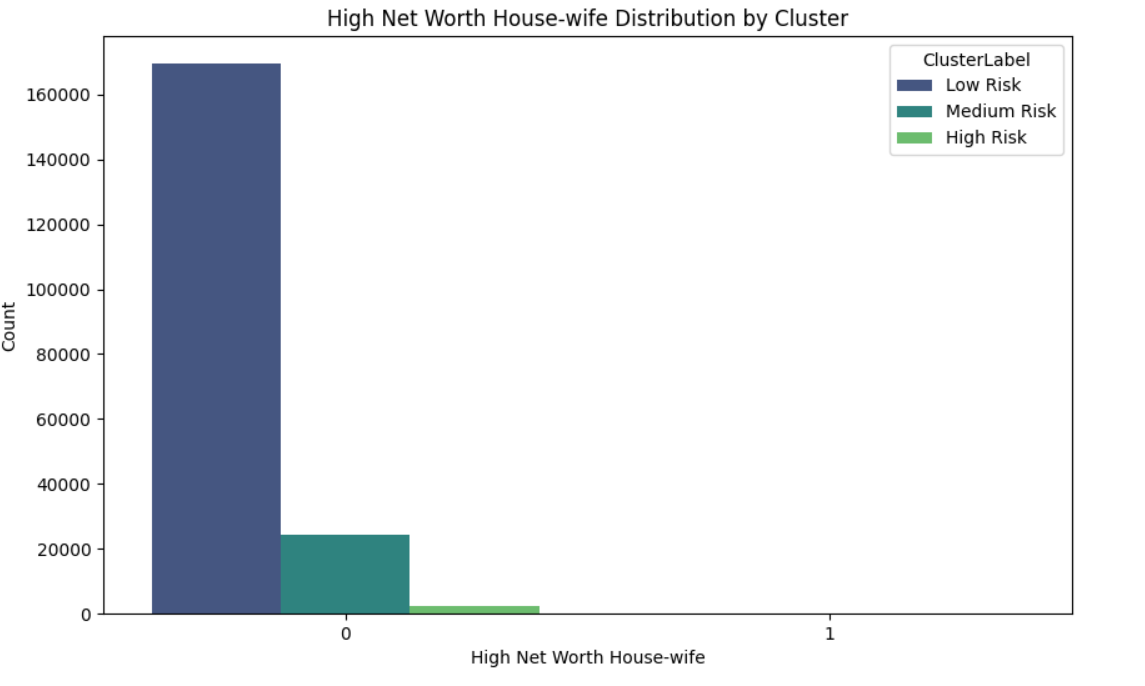 High Net Worth House-wife Distribution by Cluster
ClusterLabel
Low Risk
Medium Risk
High Risk
160000
140000
120000
100000
80000
60000
40000
20000
0
Count
0 1
High Net Worth House-wife